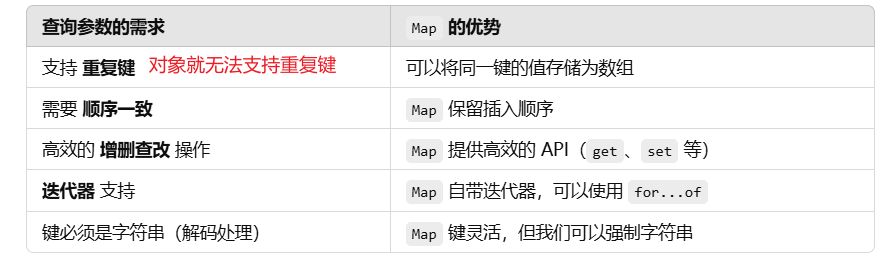 查询参数的需求 Map 的优势
支持 重复键 对象就无法支持重复键 可以将同一键的值存储为数组
需要 顺序一致 Map 保留插入顺序
高效的 增删查改 操作 Map 提供高效的 API（get、set 等）
迭代器 支持 Map 自带迭代器，可以使用 for...of
键必须是字符串（解码处理） Map 键灵活，但我们可以强制字符串